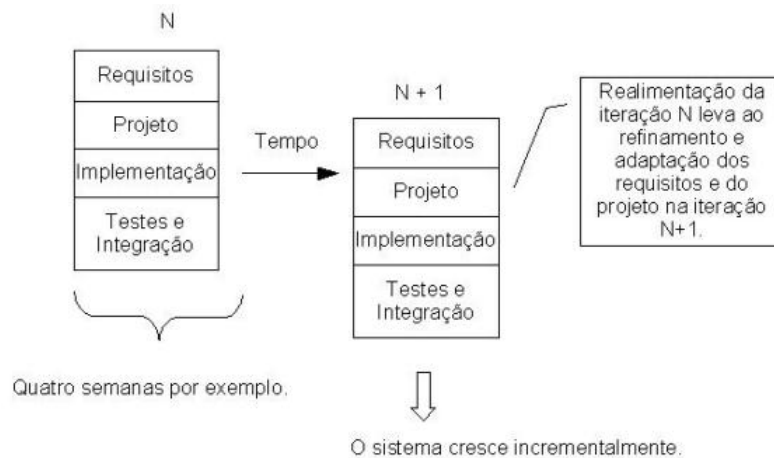 N
Requisitos
Projeto
Implementação
Testes e
Integração
Quatro semanas por exemplo.
Tempo
N + 1
Requisitos
Projeto
Implementação
Testes e
Integração
O sistema cresce incrementalmente.
Realimentação da
iteração N leva ao
refinamento e
adaptação dos
requisitos e do
projeto na iteração
N+1.